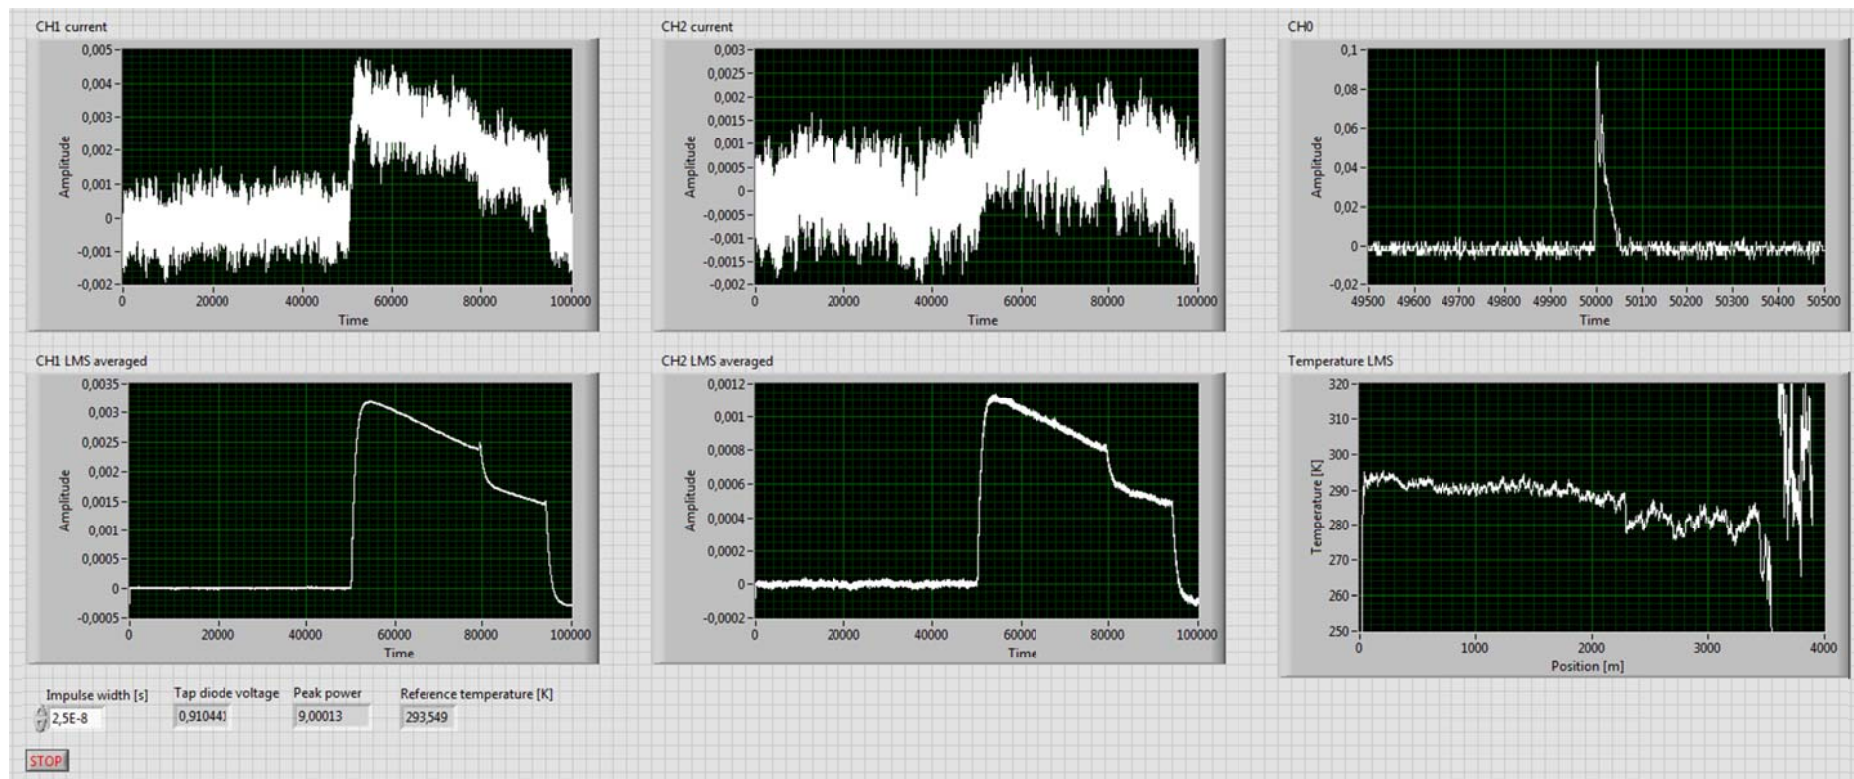 CH1 current
0,005
0,004
0,003
0,002
0,001
0
-0,001
-0,002
Amplitude
0 20000 40000 60000 80000 100000
Time
CH2 current
0,003
0,0025
0,002
0,0015
0,001
0,0005
0
-0,0005
-0,001
-0,0015
-0,002
Amplitude
0 20000 40000 60000 80000 100000
Time
CH0
0,1
0,08
0,06
0,04
0,02
0
-0,02
Amplitude
49500 49600 49700 49800 49900 50000 50100 50200 50300 50400 50500
Time
CH1 LMS averaged
0,0035
0,003
0,0025
0,002
0,0015
0,001
0,0005
0
-0,0005
Amplitude
0 20000 40000 60000 80000 100000
Time
CH2 LMS averaged
0,0012
0,001
0,0008
0,0006
0,0004
0,0002
0
-0,0002
Amplitude
0 20000 40000 60000 80000 100000
Time
Temperature LMS
320
310
300
290
280
270
260
250
Temperature [K]
0 1000 2000 3000 4000
Position [m]
Impulse width [s] Tap diode voltage Peak power Reference temperature [K]
2,5E-8 0,910441 9,00013 293,549
STOP